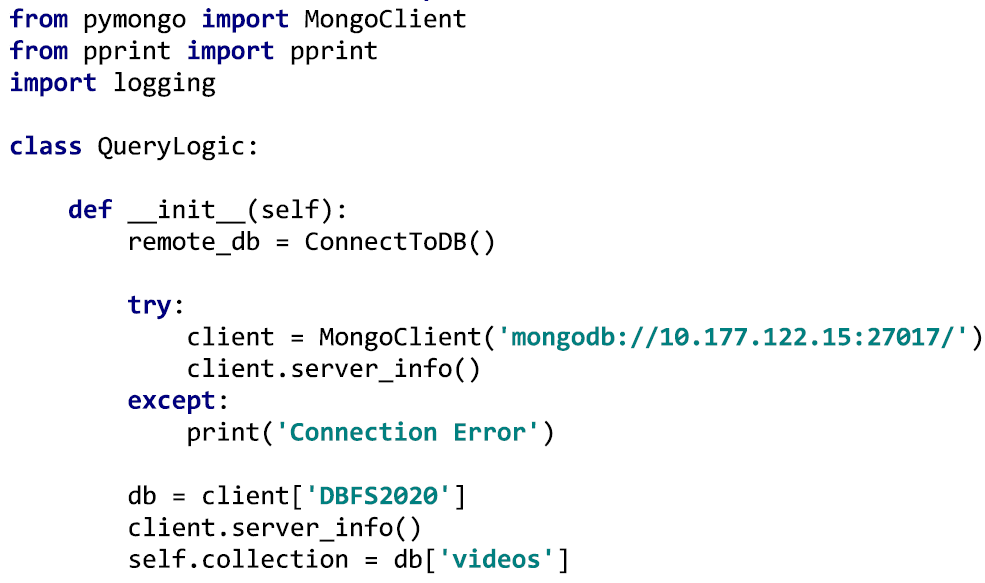 from pymongo import MongoClient
from pprint import pprint
import logging
class QueryLogic:
def __init__(self):
remote_db = ConnectToDB()
try:
client = MongoClient('mongodb://10.177.122.15:27017/')
client.server_info()
except:
print('Connection Error')
db = client['DBFS2020']
client.server_info()
self.collection = db['videos']